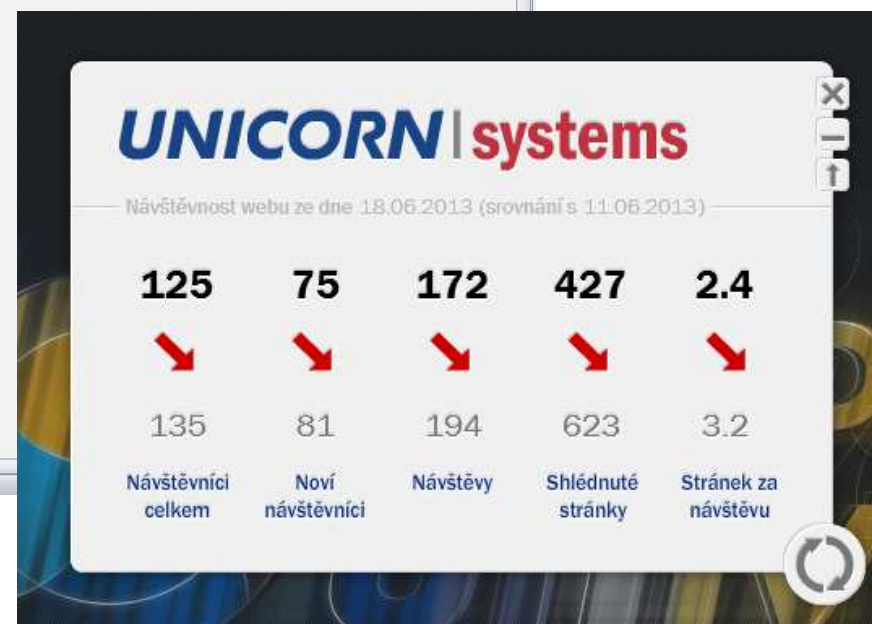 UNICORN | systems
Návštěvnost webu ze dne 18.06.2013 (srovnání s 11.06.2013)
125 75 172 427 2.4
135 81 194 623 3.2
Návštěvníci celkem
Noví návštěvníci
Návštěvy
Shlédnuté stránky
Stránek za návštěvu